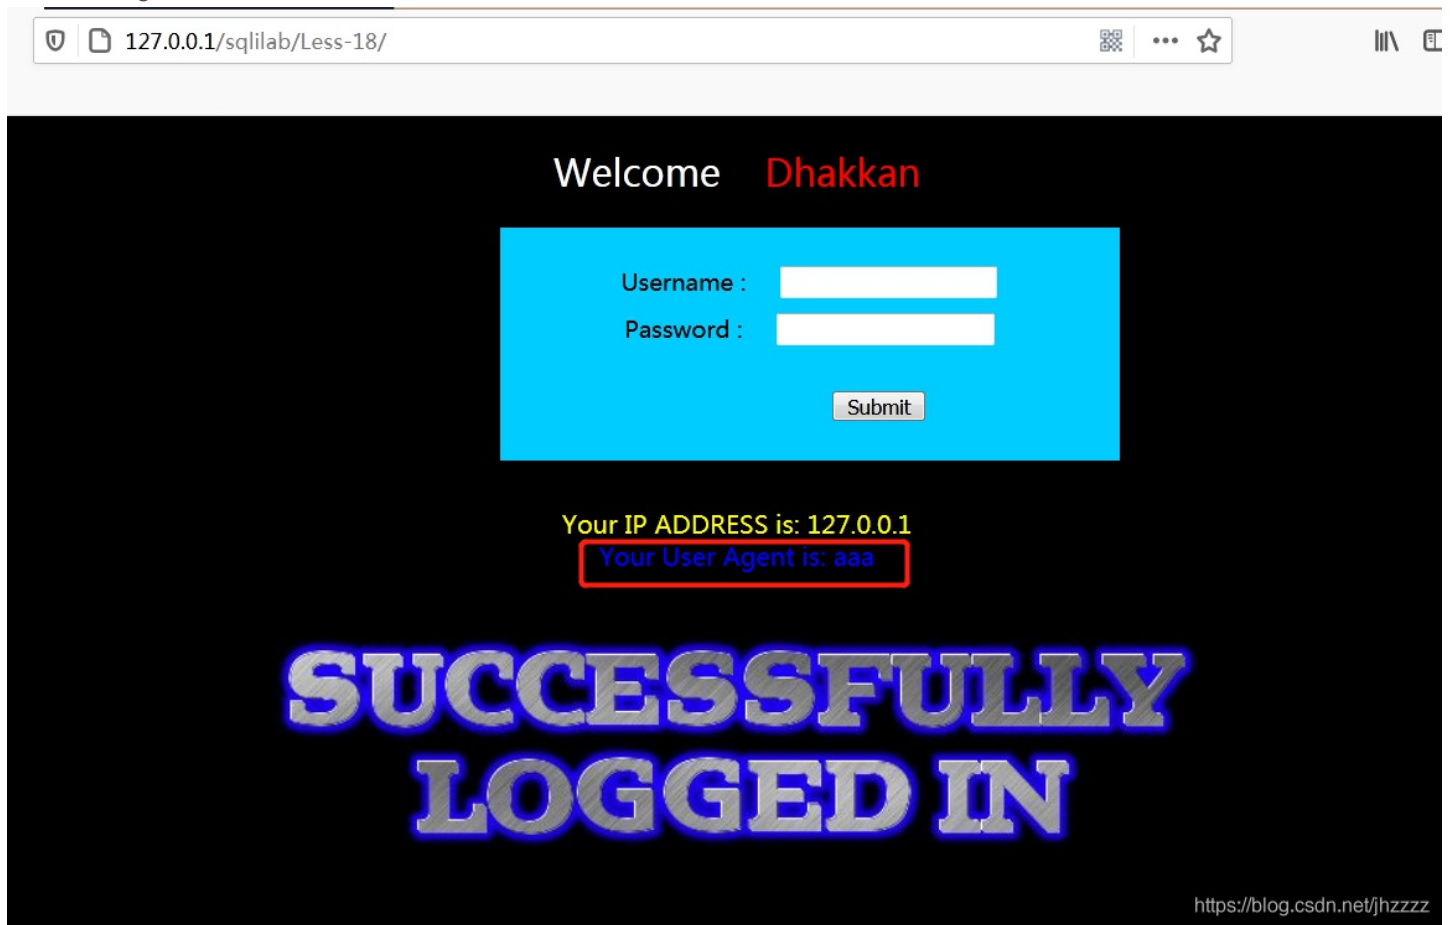 127.0.0.1/sqlilab/Less-18/
Welcome Dhakkan
Username :
Password :
Submit
Your IP ADDRESS is: 127.0.0.1
Your User Agent is: aaa
SUCCESSFULLY
LOGGED IN
https://blog.csdn.net/jhzzzz